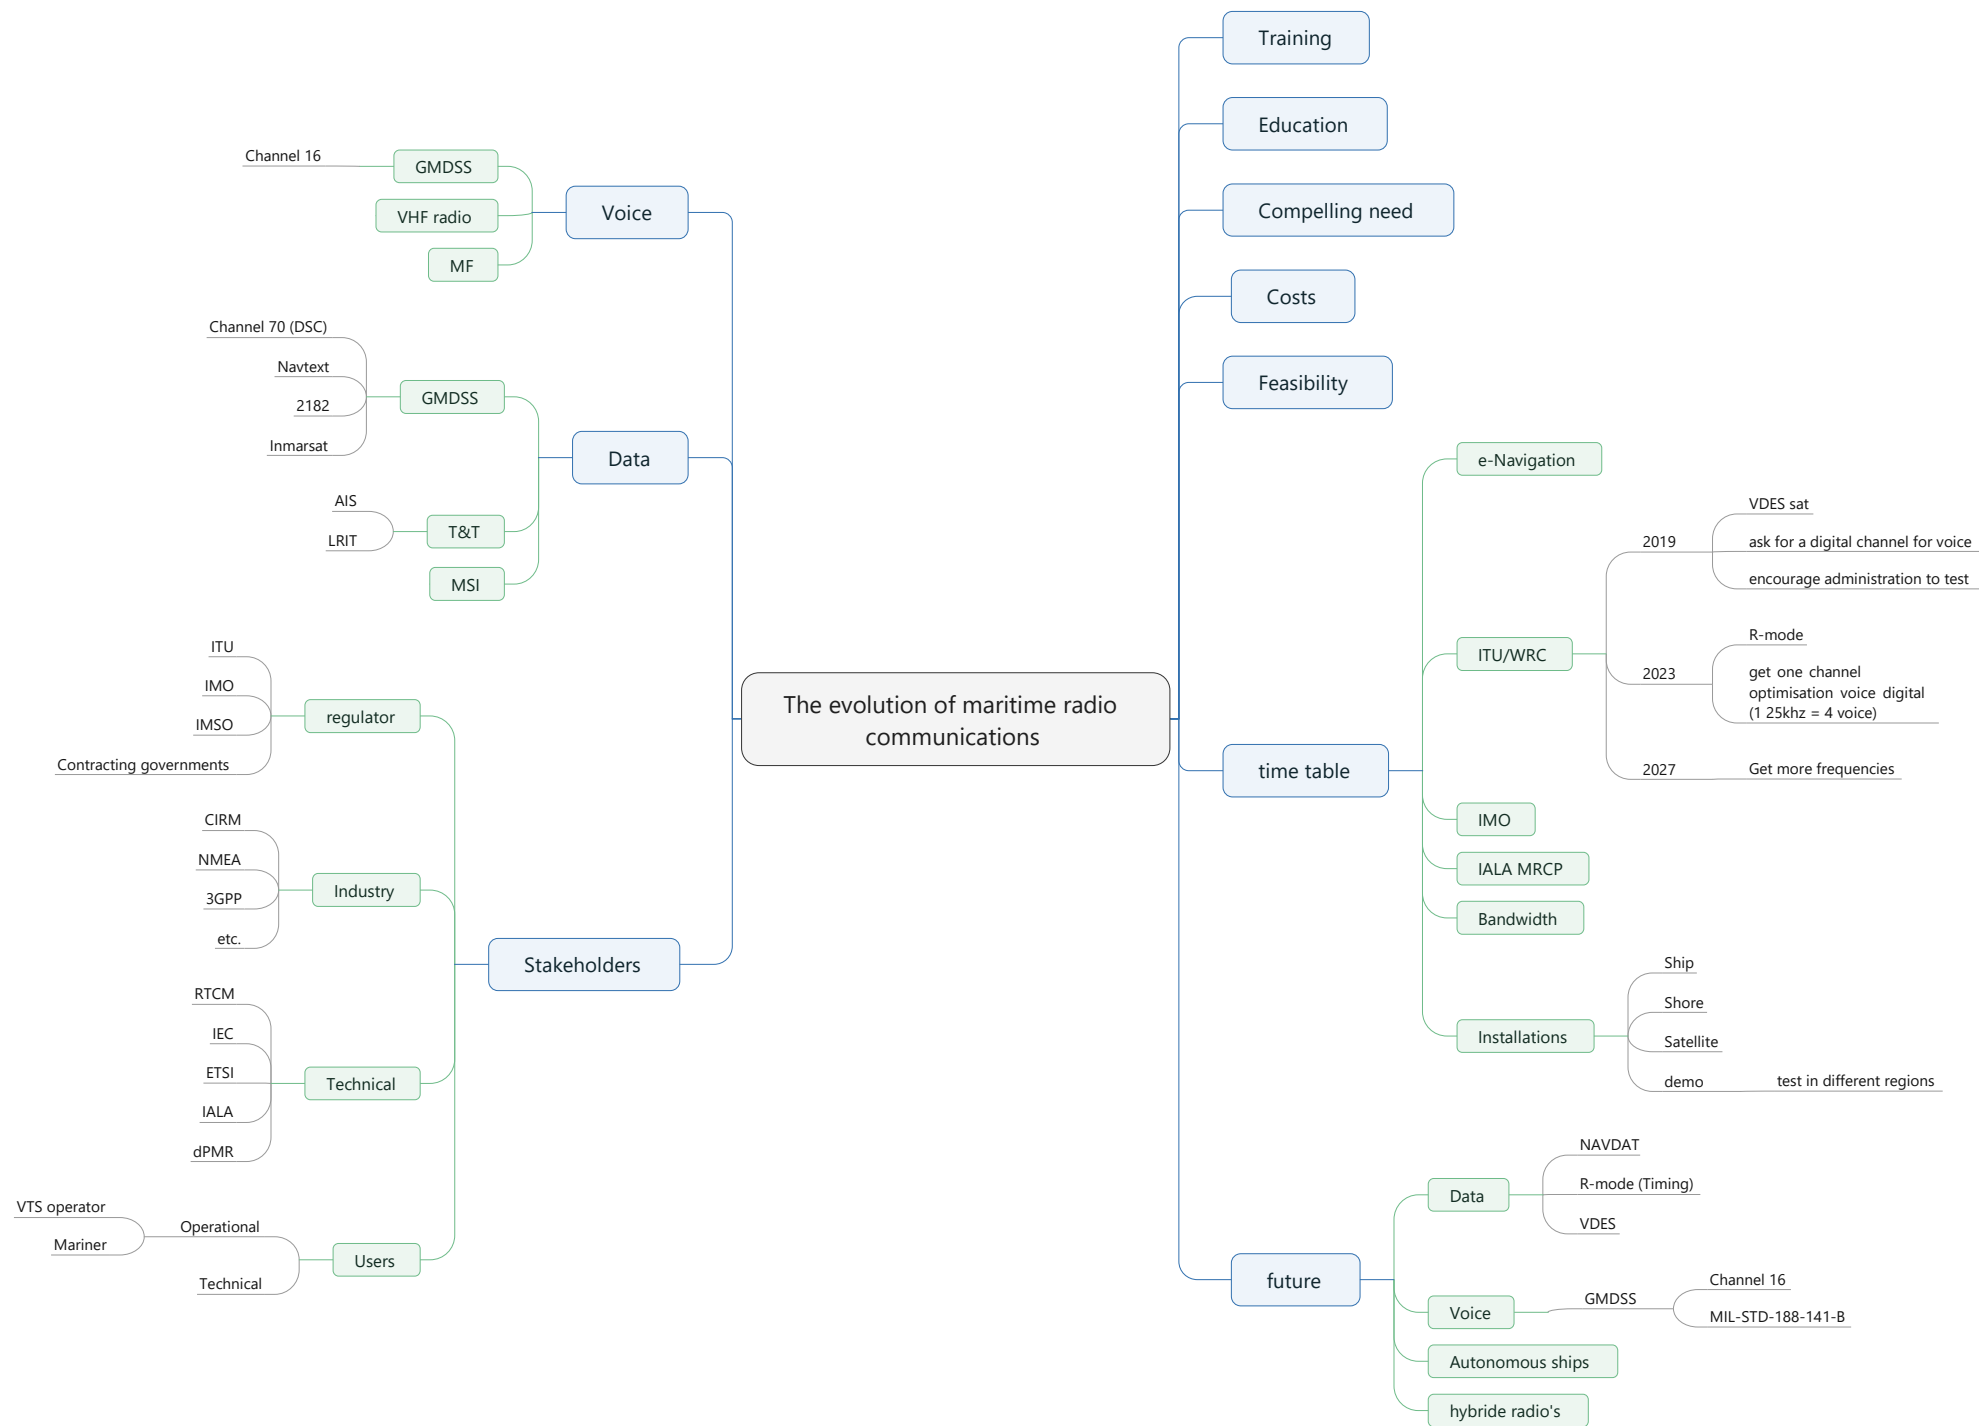 The evolution of maritime radio
communications
Voice
GMDSS
Channel 16
VHF radio
MF
Data
GMDSS
Channel 70 (DSC)
Navtext
2182
Inmarsat
T&T
AIS
LRIT
MSI
Stakeholders
regulator
ITU
IMO
IMSO
Contracting governments
Industry
CIRM
NMEA
3GPP
etc.
Technical
RTCM
IEC
ETSI
IALA
dPMR
Users
Operational
VTS operator
Mariner
Technical
Training
Education
Compelling need
Costs
Feasibility
time table
e-Navigation
ITU/WRC
2019
VDES sat
ask for a digital channel for voice
encourage administration to test
2023
R-mode
get one channel
optimisation voice digital
(1 25khz = 4 voice)
2027
Get more frequencies
IMO
IALA MRCP
Bandwidth
Installations
Ship
Shore
Satellite
demo
test in different regions
future
Data
NAVDAT
R-mode (Timing)
VDES
Voice
GMDSS
Channel 16
MIL-STD-188-141-B
Autonomous ships
hybride radio's